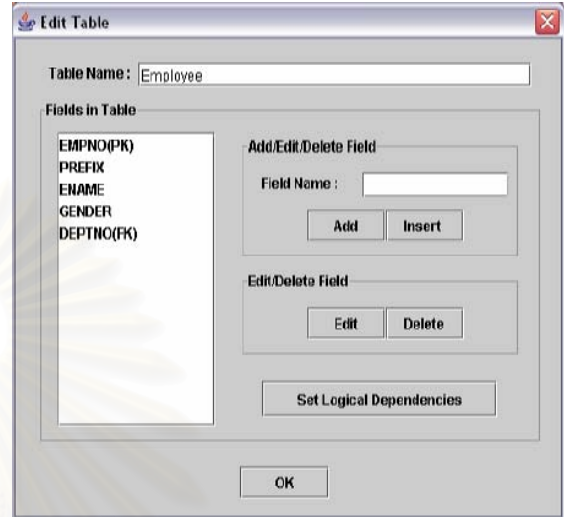 Edit Table
Table Name : Employee
Fields in Table
EMPNO(PK)
PREFIX
ENAME
GENDER
DEPTNO(FK)
Add/Edit/Delete Field
Field Name :
Add Insert
Edit/Delete Field
Edit Delete
Set Logical Dependencies
OK